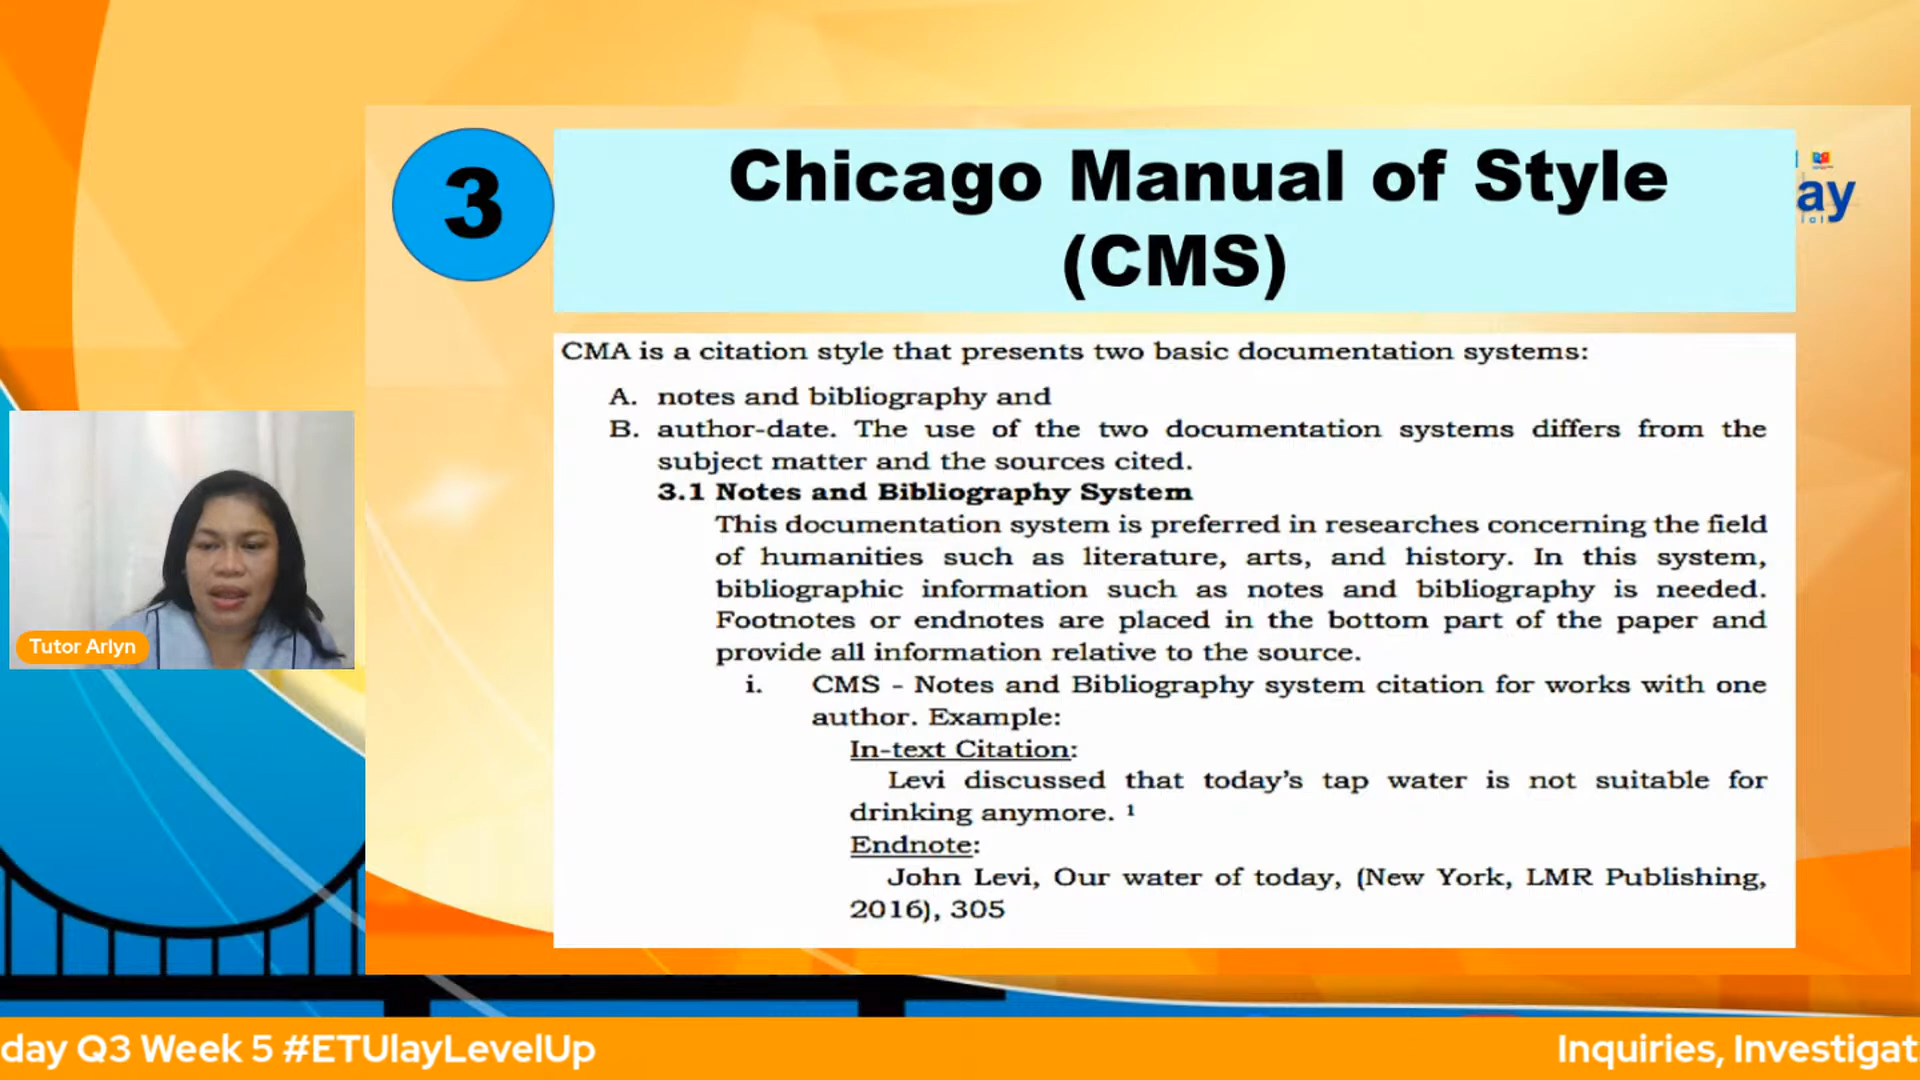 3
Chicago Manual of Style
(CMS)
ay
CMA is a citation style that presents two basic documentation systems:
A. notes and bibliography and
B. author-date. The use of the two documentation systems differs from the
subject matter and the sources cited.
3.1 Notes and Bibliography System
This documentation system is preferred in researches concerning the field
of humanities such as literature, arts, and history. In this system,
bibliographic information such as notes and bibliography is needed.
Footnotes or endnotes are placed in the bottom part of the paper and
provide all information relative to the source.
i. CMS - Notes and Bibliography system citation for works with one
author. Example:
In-text Citation:
Levi discussed that today's tap water is not suitable for
drinking anymore. ¹
Endnote:
John Levi, Our water of today, (New York, LMR Publishing,
2016), 305
Tutor Arlyn
day Q3 Week 5 #ETUlayLevelUp
Inquiries, Investigat